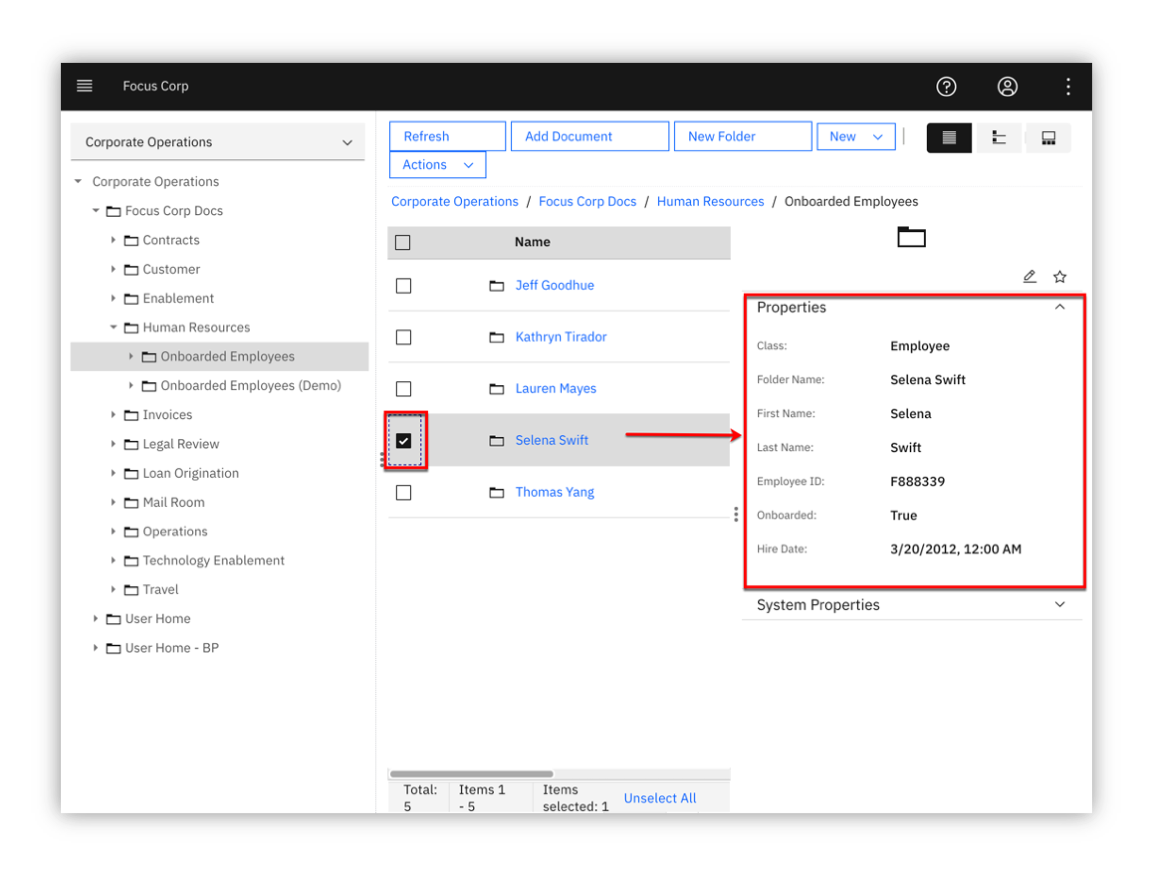 Focus Corp
Corporate Operations
Corporate Operations
Focus Corp Docs
Contracts
Customer
Enablement
Human Resources
Onboarded Employees
Onboarded Employees (Demo)
Invoices
Legal Review
Loan Origination
Mail Room
Operations
Technology Enablement
Travel
User Home
User Home - BP
Refresh
Add Document
New Folder
New
Actions
Corporate Operations / Focus Corp Docs / Human Resources / Onboarded Employees
Name
Jeff Goodhue
Kathryn Tirador
Lauren Mayes
Selena Swift
Thomas Yang
Total: 5
Items 1 - 5
Items selected: 1
Unselect All
Properties
Class: Employee
Folder Name: Selena Swift
First Name: Selena
Last Name: Swift
Employee ID: F888339
Onboarded: True
Hire Date: 3/20/2012, 12:00 AM
System Properties